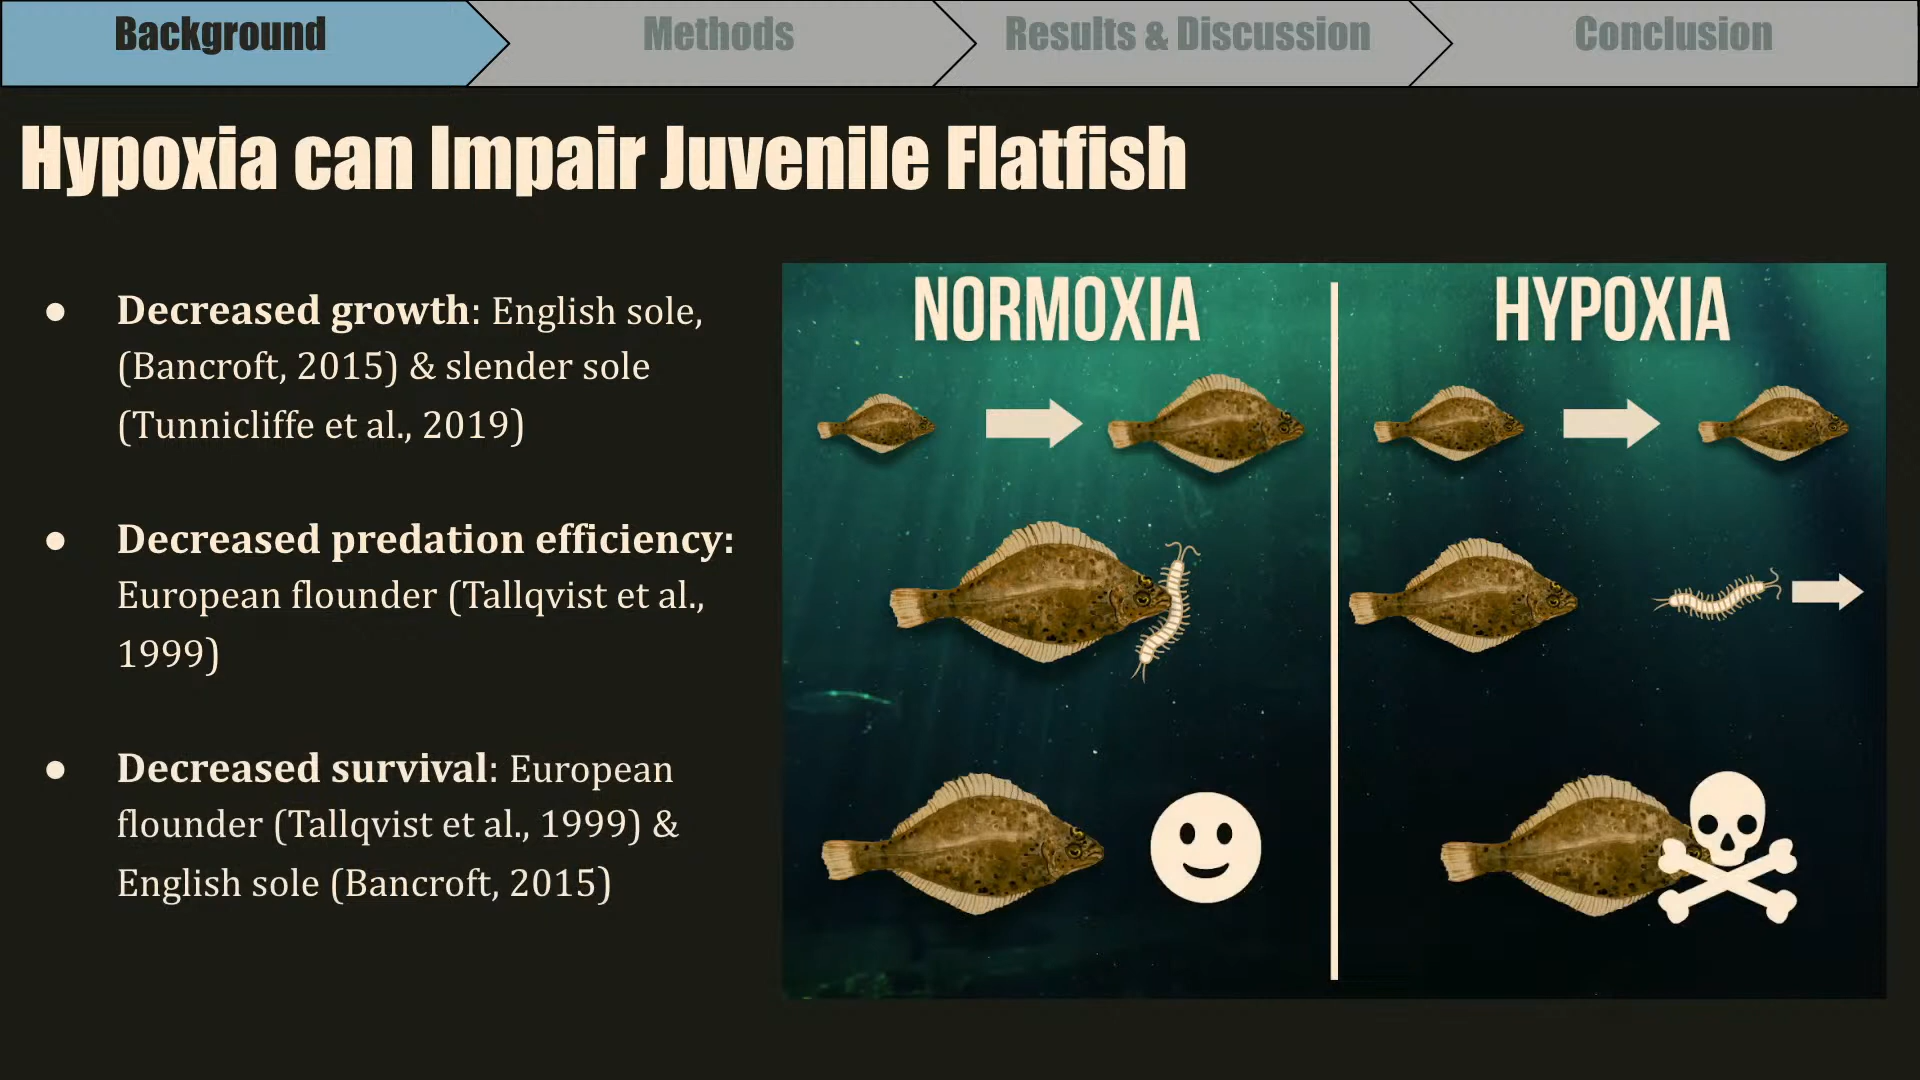 Background
Methods
Results & Discussion
Conclusion
Hypoxia can Impair Juvenile Flatfish
● Decreased growth: English sole,
(Bancroft, 2015) & slender sole
(Tunnicliffe et al., 2019)
● Decreased predation efficiency:
European flounder (Tallqvist et al.,
1999)
● Decreased survival: European
flounder (Tallqvist et al., 1999) &
English sole (Bancroft, 2015)
NORMOXIA
HYPOXIA